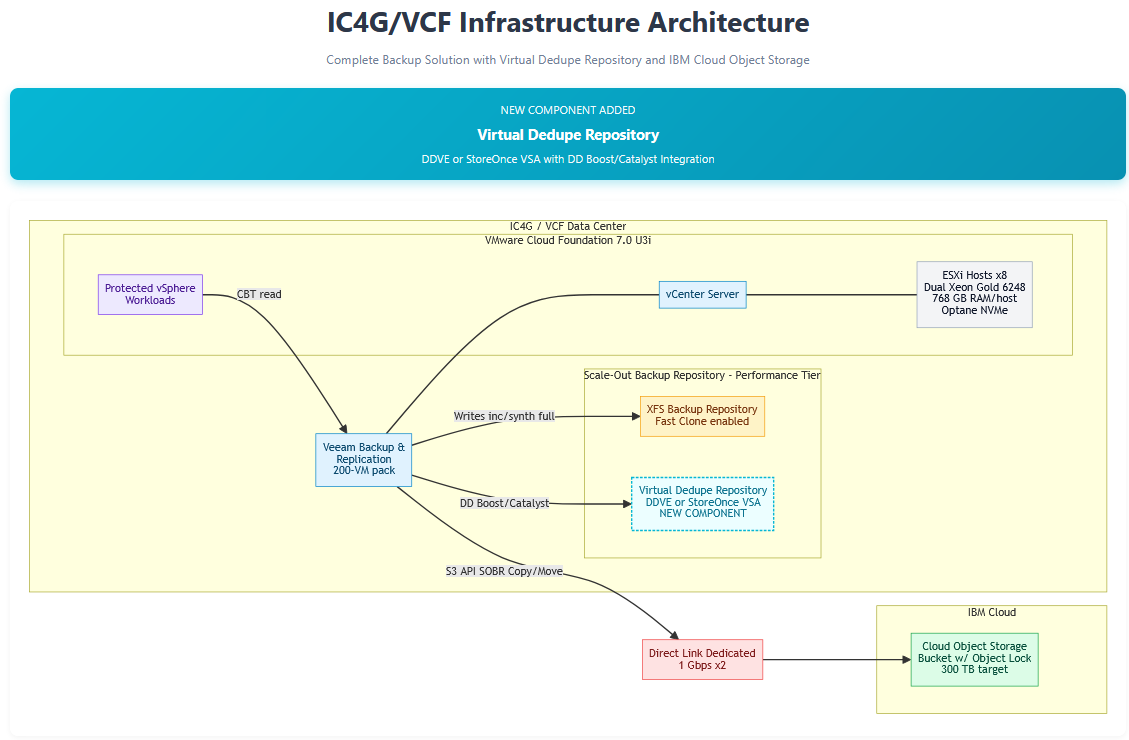 IC4G/VCF Infrastructure Architecture
Complete Backup Solution with Virtual Dedupe Repository and IBM Cloud Object Storage
NEW COMPONENT ADDED
Virtual Dedupe Repository
DDVE or StoreOnce VSA with DD Boost/Catalyst Integration
IC4G / VCF Data Center
VMware Cloud Foundation 7.0 U3i
Protected vSphere
Workloads
CBT read
vCenter Server
ESXi Hosts x8
Dual Xeon Gold 6248
768 GB RAM/host
Optane NVMe
Scale-Out Backup Repository - Performance Tier
Writes inc/synth full
XFS Backup Repository
Fast Clone enabled
Veeam Backup &
Replication
200-VM pack
DD Boost/Catalyst
Virtual Dedupe Repository
DDVE or StoreOnce VSA
NEW COMPONENT
S3 API SOBR Copy/Move
IBM Cloud
Direct Link Dedicated
1 Gbps x2
Cloud Object Storage
Bucket w/ Object Lock
300 TB target